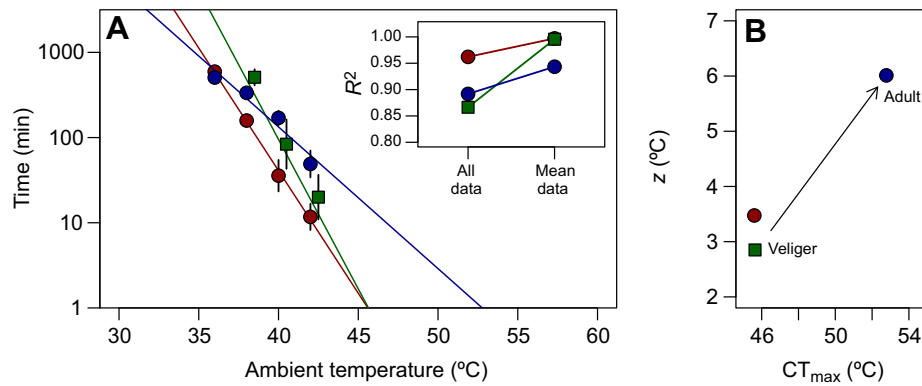 A
1000
100
10
1
Time (min)
30
35
40
45
50
55
60
Ambient temperature (ºC)
1.00
0.95
0.90
0.85
0.80
R2
All
data
Mean
data
B
7
6
5
4
3
2
z (ºC)
Adult
Veliger
46
50
54
CTmax (ºC)